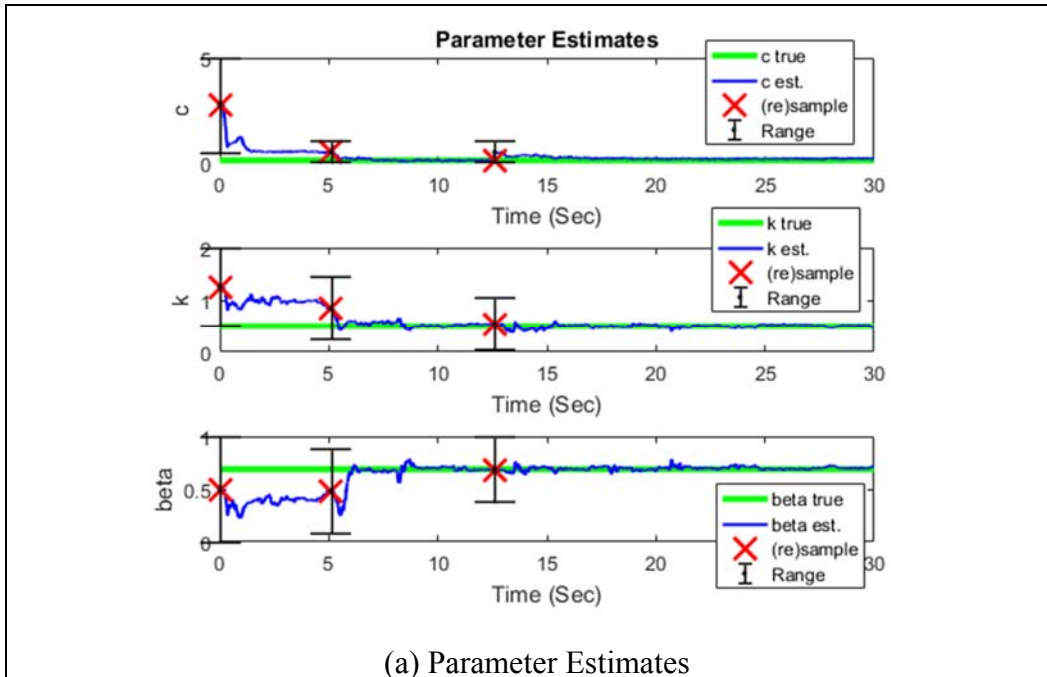 Parameter Estimates
5
0
c
c true
c est.
(re)sample
Range
0 5 10 15 20 25 30
Time (Sec)
2
1
0
k
k true
k est.
(re)sample
Range
0 5 10 15 20 25 30
Time (Sec)
1
0.5
0
beta
beta true
beta est.
(re)sample
Range
0 5 10 15 20 25 30
Time (Sec)
(a) Parameter Estimates